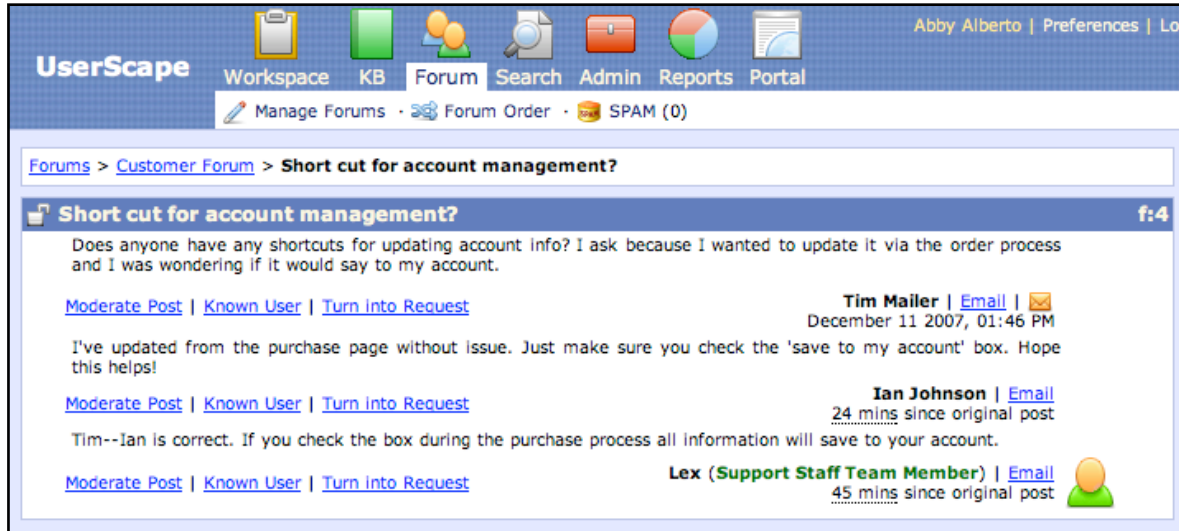 Abby Alberto | Preferences | Lo
UserScape
Workspace KB Forum Search Admin Reports Portal
Manage Forums · Forum Order · SPAM (0)
Forums > Customer Forum > Short cut for account management?
Short cut for account management? f:4
Does anyone have any shortcuts for updating account info? I ask because I wanted to update it via the order process
and I was wondering if it would say to my account.
Moderate Post | Known User | Turn into Request Tim Mailer | Email |
December 11 2007, 01:46 PM
I've updated from the purchase page without issue. Just make sure you check the 'save to my account' box. Hope
this helps!
Moderate Post | Known User | Turn into Request Ian Johnson | Email
24 mins since original post
Tim--Ian is correct. If you check the box during the purchase process all information will save to your account.
Moderate Post | Known User | Turn into Request Lex (Support Staff Team Member) | Email
45 mins since original post